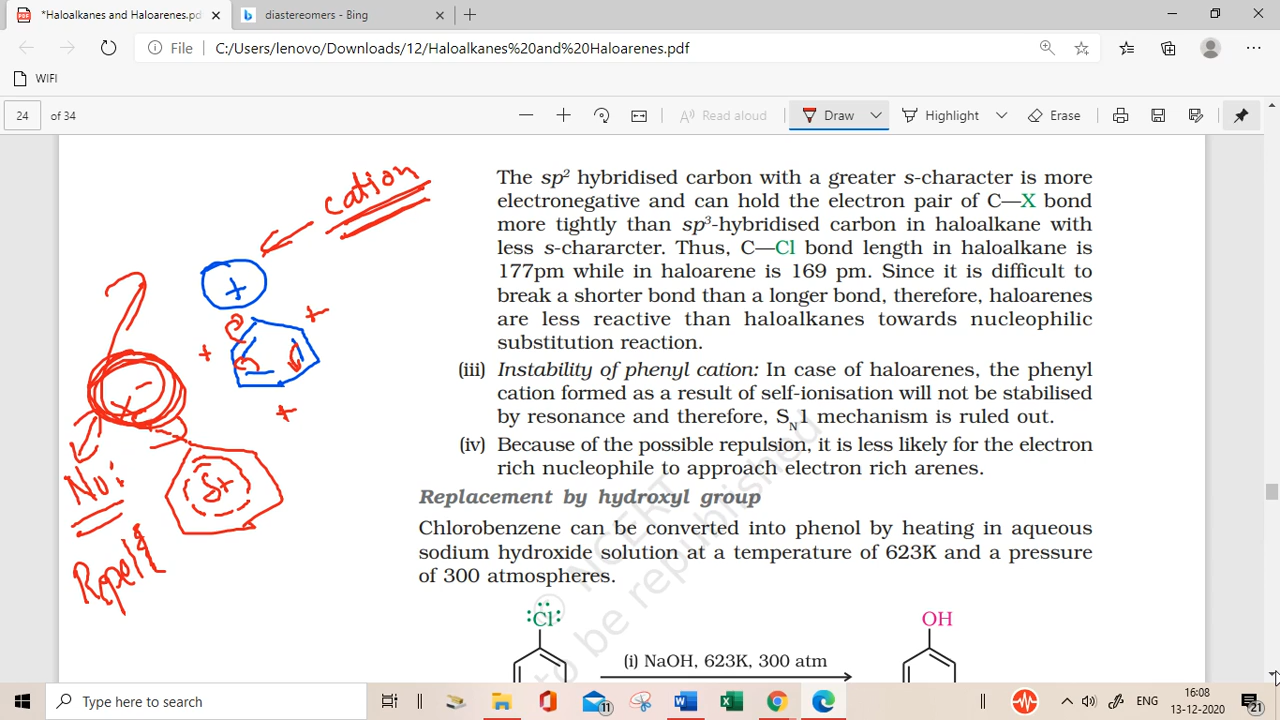 *Haloalkanes and Haloarenes.pd
diastereomers - Bing
File
C:/Users/lenovo/Downloads/12/Haloalkanes%20and%20Haloarenes.pdf
WIFI
24 of 34
Read aloud
Draw
Highlight
Erase
cation
+
+
+
+
-
X
Nu:
δ+
The sp² hybridised carbon with a greater s-character is more
electronegative and can hold the electron pair of C—X bond
more tightly than sp³-hybridised carbon in haloalkane with
less s-chararcter. Thus, C—Cl bond length in haloalkane is
177pm while in haloarene is 169 pm. Since it is difficult to
break a shorter bond than a longer bond, therefore, haloarenes
are less reactive than haloalkanes towards nucleophilic
substitution reaction.
(iii) Instability of phenyl cation: In case of haloarenes, the phenyl
cation formed as a result of self-ionisation will not be stabilised
by resonance and therefore, SN1 mechanism is ruled out.
(iv) Because of the possible repulsion, it is less likely for the electron
rich nucleophile to approach electron rich arenes.
Replacement by hydroxyl group
Chlorobenzene can be converted into phenol by heating in aqueous
sodium hydroxide solution at a temperature of 623K and a pressure
of 300 atmospheres.
© NCERT
to be republished
:Cl:
OH
(i) NaOH, 623K, 300 atm
Type here to search
11
ENG
16:08
13-12-2020
21